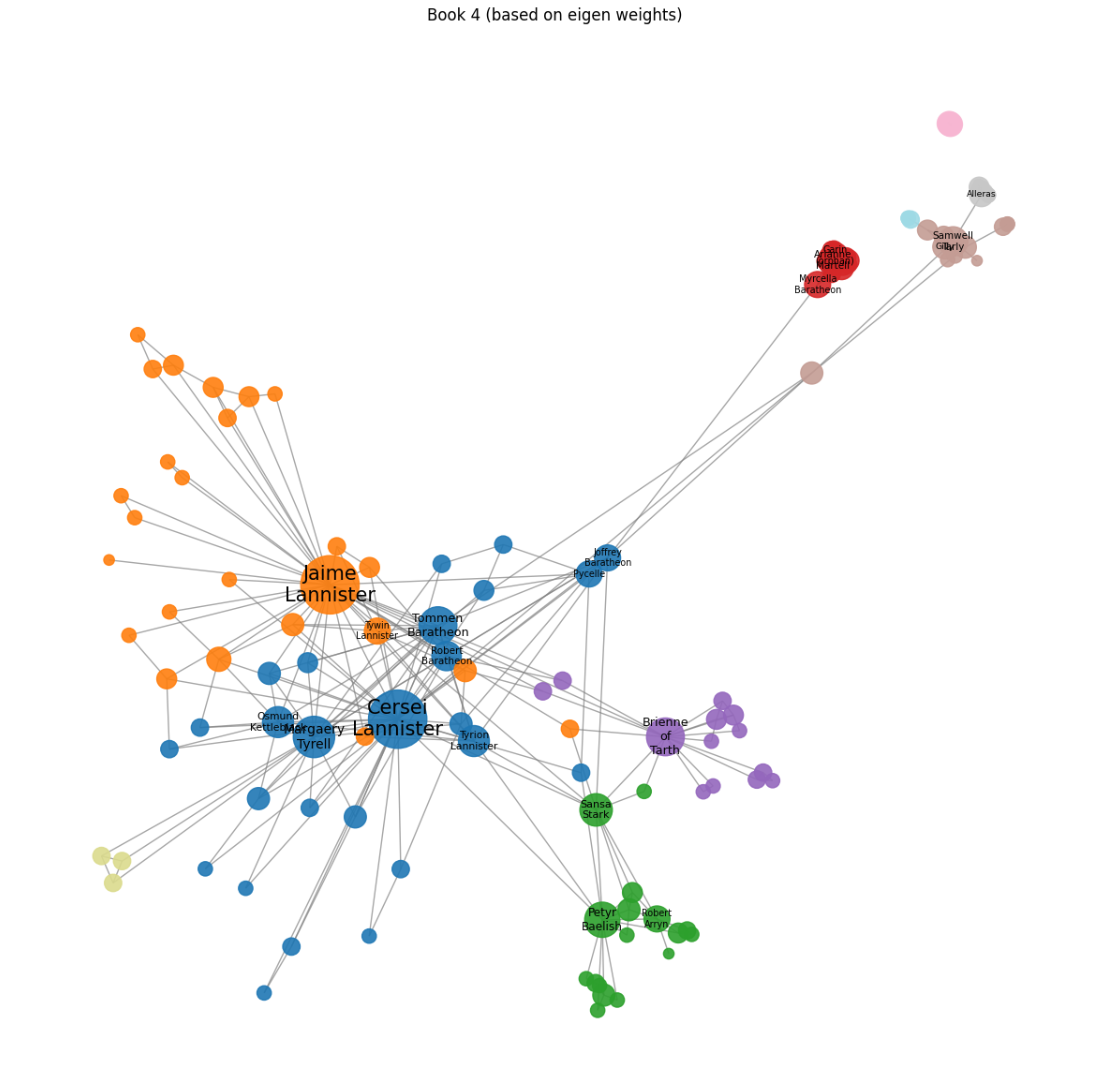 Book 4 (based on eigen weights)
Alleras
Samwell
Tarly
Gilly
Garin
(orphan)
Arianne
Martell
Myrcella
Baratheon
Joffrey
Baratheon
Pycelle
Jaime
Lannister
Tommen
Baratheon
Tywin
Lannister
Robert
Baratheon
Cersei
Lannister
Osmund
Kettleblack
Margaery
Tyrell
Tyrion
Lannister
Brienne
of
Tarth
Sansa
Stark
Petyr
Baelish
Robert
Arryn